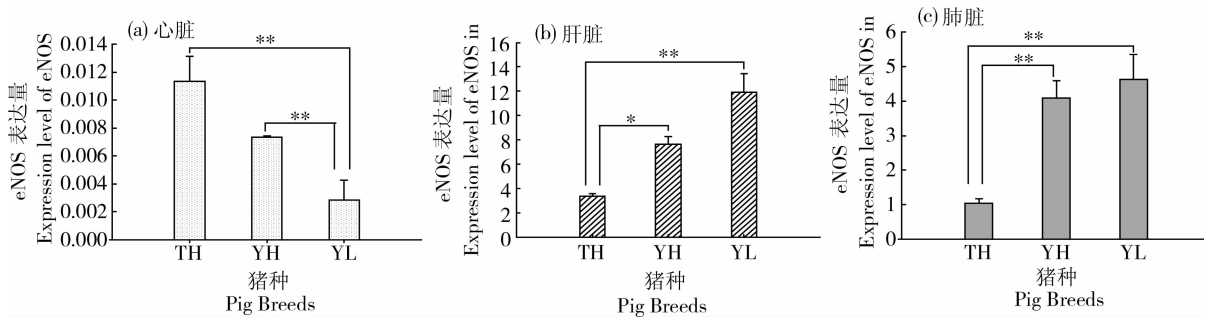 (a) 心脏
eNOS 表达量
Expression level of eNOS
0.014
0.012
0.010
0.008
0.006
0.004
0.002
0.000
**
**
TH YH YL
猪种
Pig Breeds
(b) 肝脏
eNOS 表达量
Expression level of eNOS in
16
14
12
10
8
6
4
2
0
**
*
TH YH YL
猪种
Pig Breeds
(c) 肺脏
eNOS 表达量
Expression level of eNOS in
6
5
4
3
2
1
0
**
**
TH YH YL
猪种
Pig Breeds